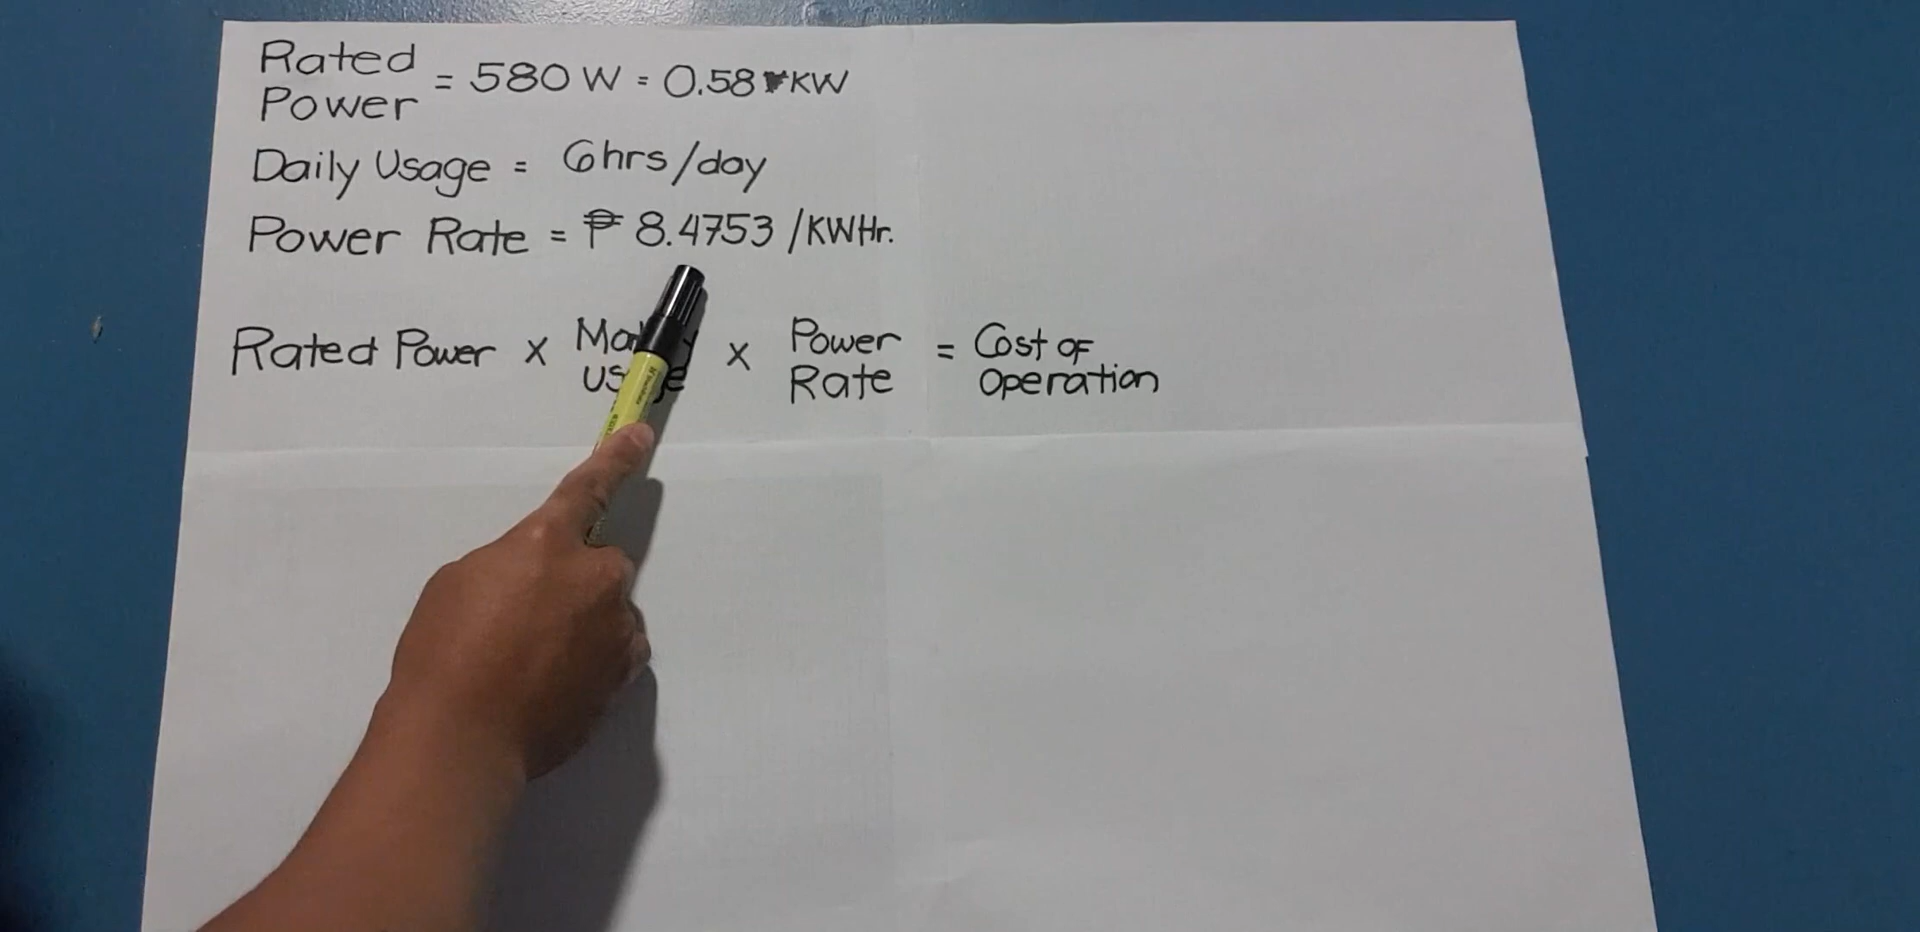 Rated
Power = 580 W = 0.58 KW
Daily Usage = 6hrs/day
Power Rate = ₱ 8.4753 /KWHr.
Rated Power x x Power = Cost OF
Rate Operation